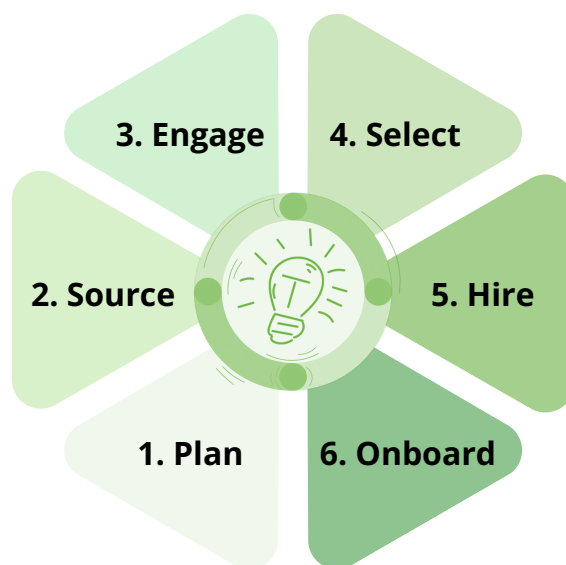 3. Engage
4. Select
2. Source
5. Hire
1. Plan
6. Onboard